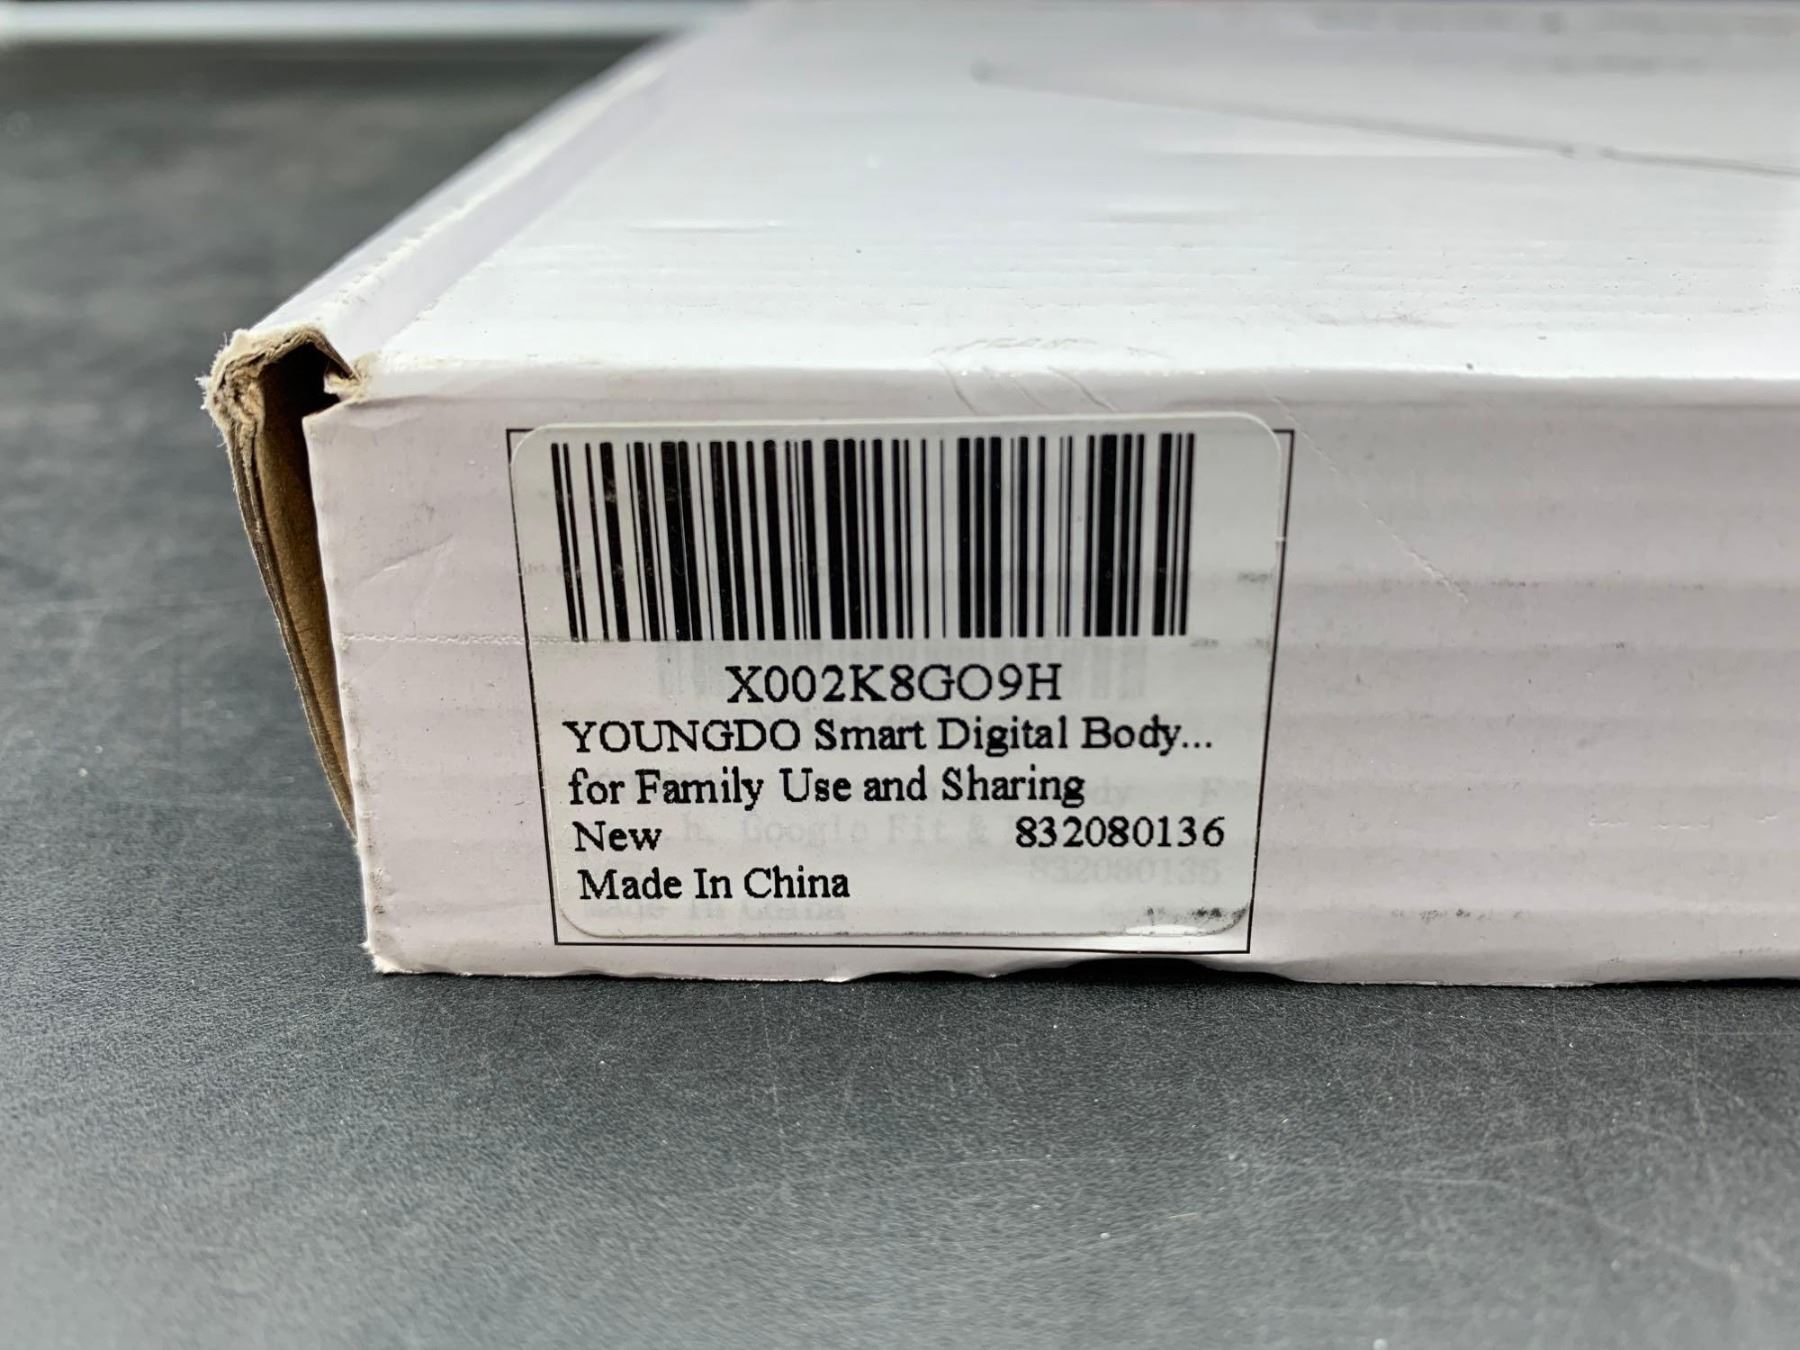 X002K8GO9H
YOUNGDO Smart Digital Body...
for Family Use and Sharing
New 832080136
Made In China